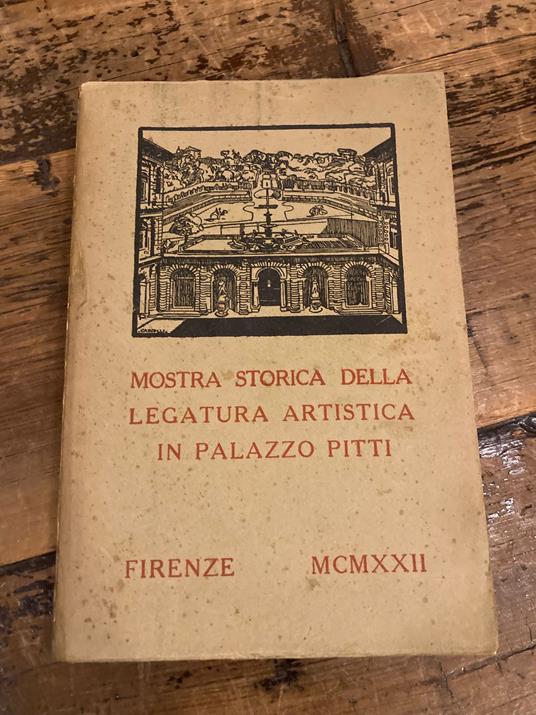 MOSTRA STORICA DELLA
LEGATURA ARTISTICA
IN PALAZZO PITTI
FIRENZE MCMXXII